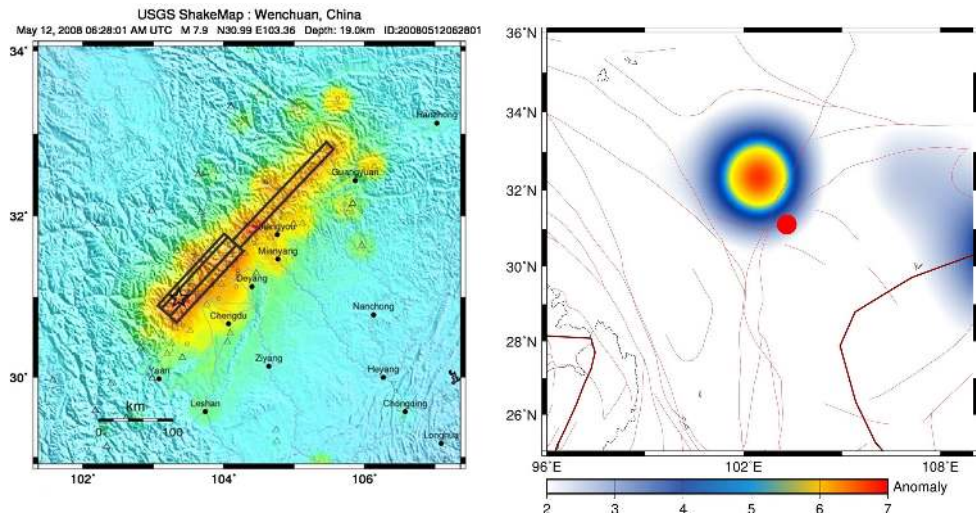 USGS ShakeMap : Wenchuan, China
May 12, 2008 06:28:01 AM UTC M 7.9 N30.99 E103.36 Depth: 19.0km ID:20080512062801
34˚
32˚
30˚
102˚
104˚
106˚
Hanzhong
Guangyuan
Jiangyou
Mianyang
Deyang
Chengdu
Nanchong
Ziyang
Yaan
Heyang
Leshan
Chongding
km
0
100
36˚N
34˚N
32˚N
30˚N
28˚N
26˚N
96˚E
102˚E
108˚E
Anomaly
2 3 4 5 6 7